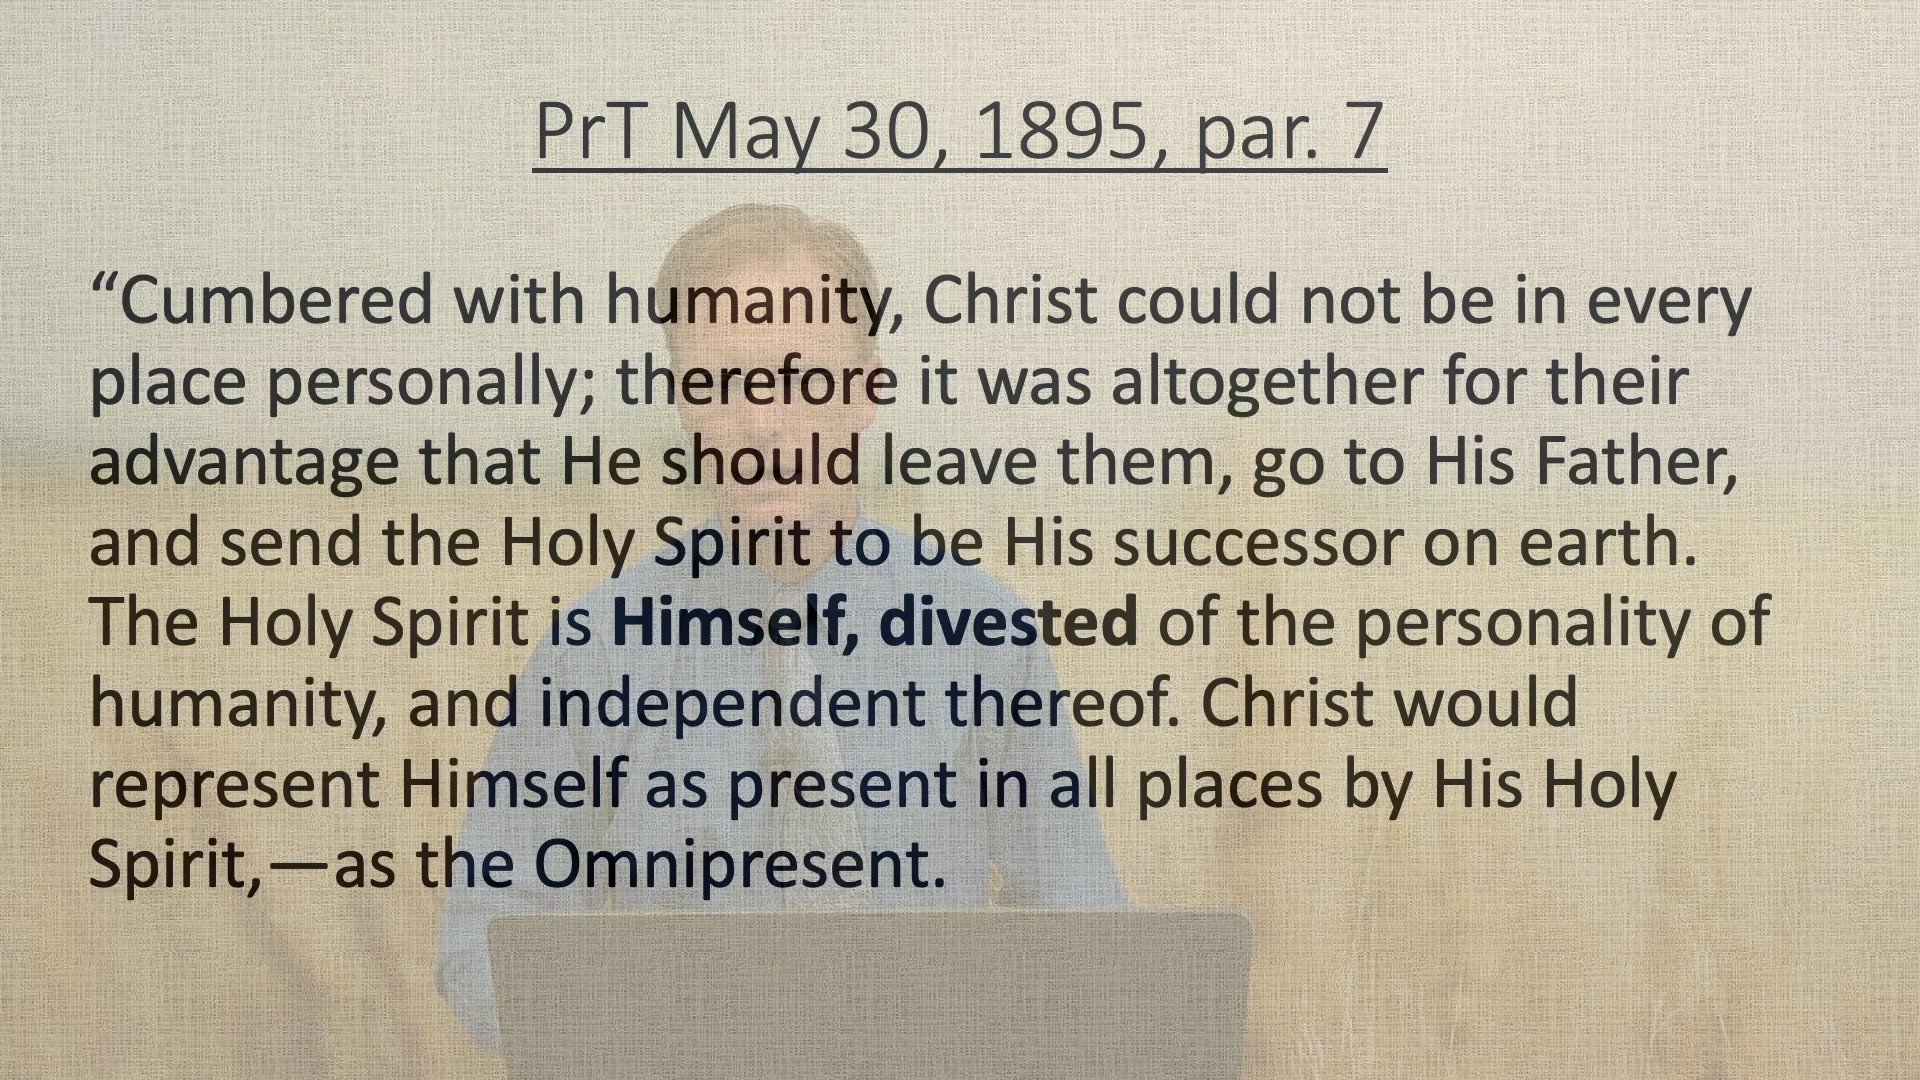 PrT May 30, 1895, par. 7
“Cumbered with humanity, Christ could not be in every
place personally; therefore it was altogether for their
advantage that He should leave them, go to His Father,
and send the Holy Spirit to be His successor on earth.
The Holy Spirit is Himself, divested of the personality of
humanity, and independent thereof. Christ would
represent Himself as present in all places by His Holy
Spirit,—as the Omnipresent.